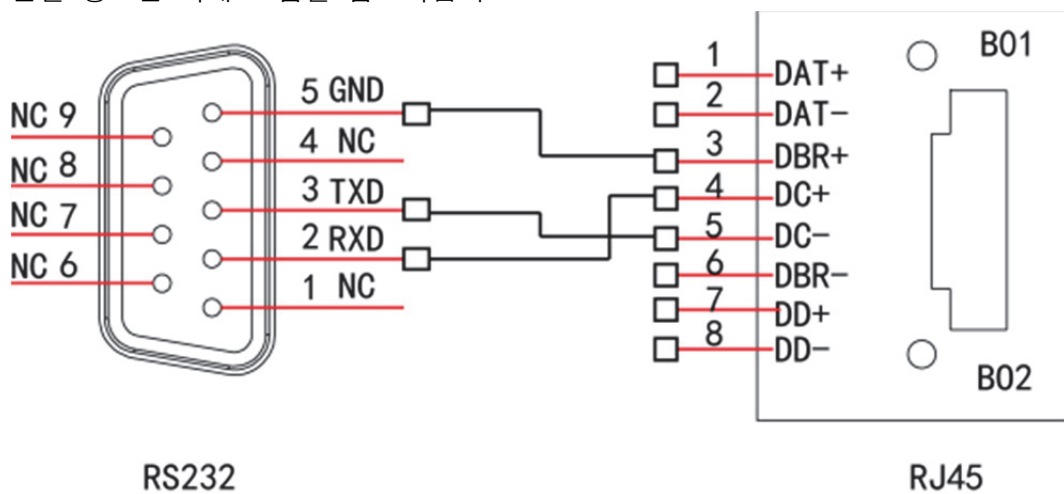 5 GND
NC 9
4 NC
NC 8
3 TXD
NC 7
2 RXD
NC 6
1 NC
RS232
1 DAT+
2 DAT-
3 DBR+
4 DC+
5 DC-
6 DBR-
7 DD+
8 DD-
B01
B02
RJ45